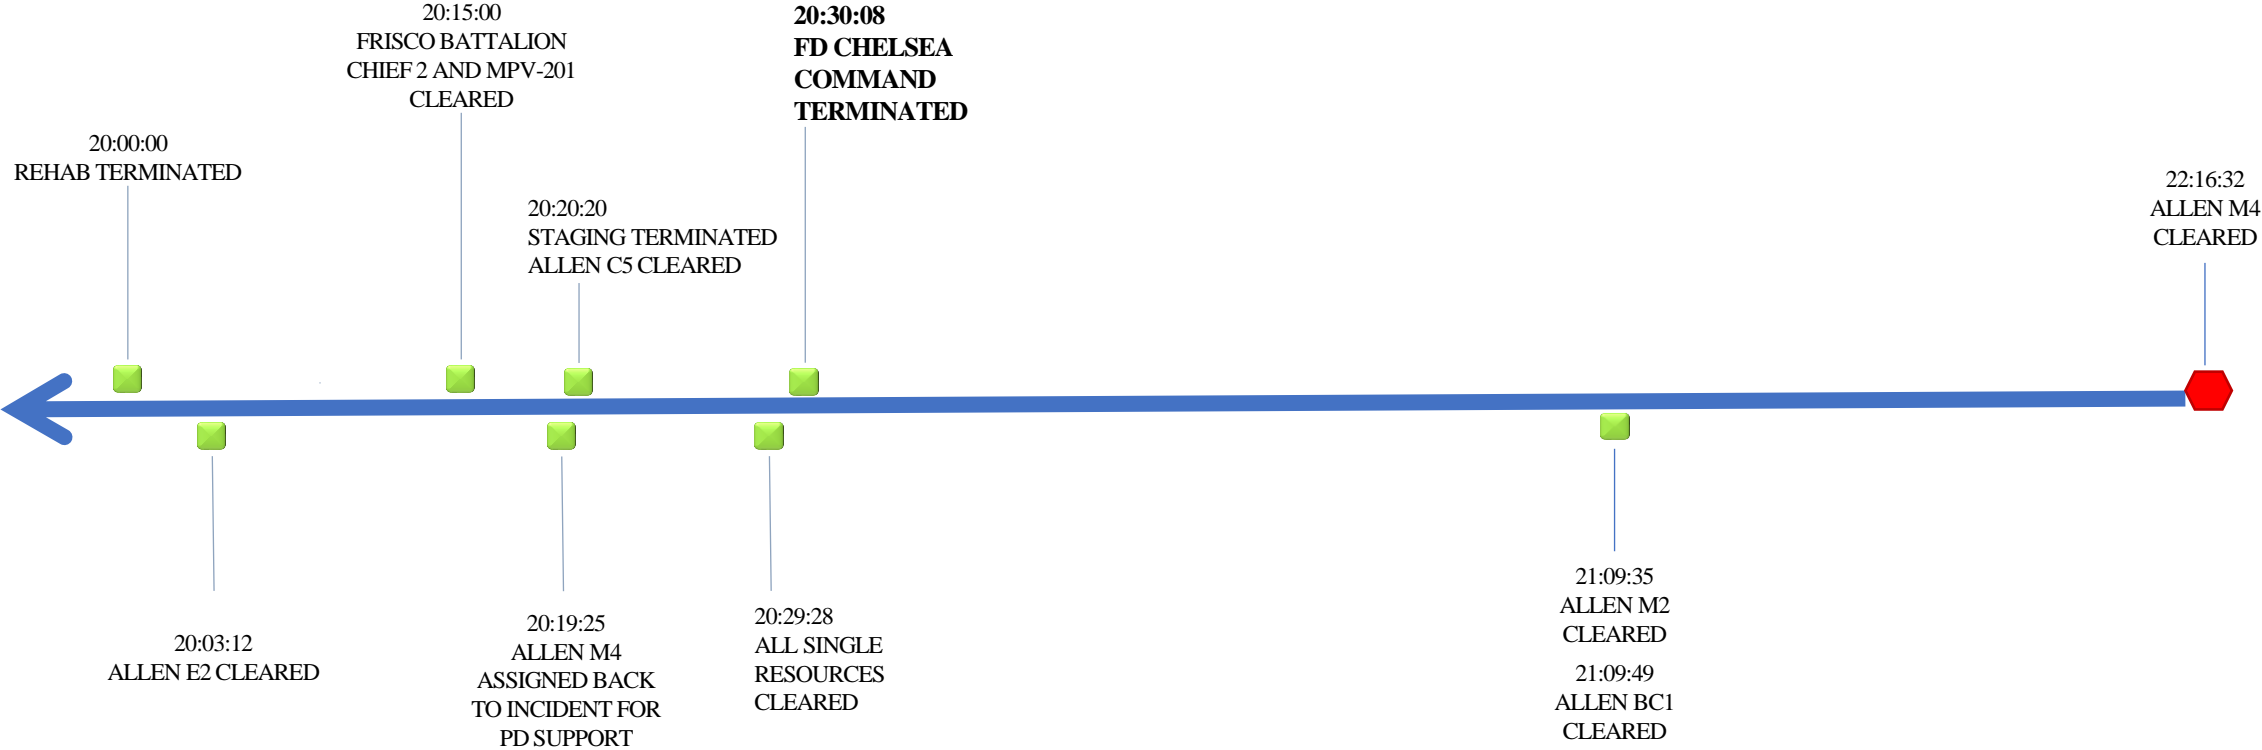 20:00:00
REHAB TERMINATED
20:03:12
ALLEN E2 CLEARED
20:15:00
FRISCO BATTALION
CHIEF 2 AND MPV-201
CLEARED
20:19:25
ALLEN M4
ASSIGNED BACK
TO INCIDENT FOR
PD SUPPORT
20:20:20
STAGING TERMINATED
ALLEN C5 CLEARED
20:29:28
ALL SINGLE
RESOURCES
CLEARED
20:30:08
FD CHELSEA
COMMAND
TERMINATED
21:09:35
ALLEN M2
CLEARED
21:09:49
ALLEN BC1
CLEARED
22:16:32
ALLEN M4
CLEARED